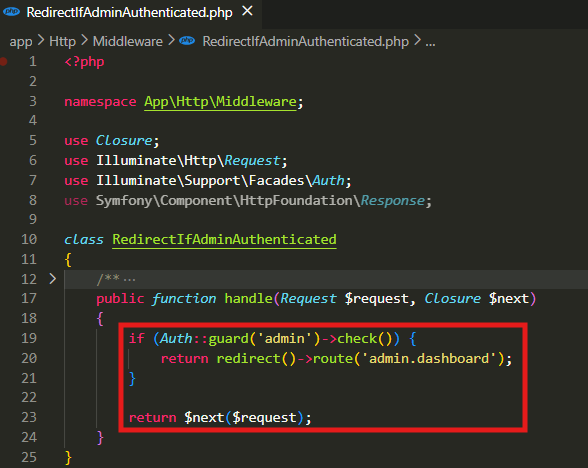 RedirectIfAdminAuthenticated.php ×
app > Http > Middleware > php RedirectIfAdminAuthenticated.php > ...
1 <?php
2
3 namespace App\Http\Middleware;
4
5 use Closure;
6 use Illuminate\Http\Request;
7 use Illuminate\Support\Facades\Auth;
8 use Symfony\Component\HttpFoundation\Response;
9
10 class RedirectIfAdminAuthenticated
11 {
12 > /** ...
17 public function handle(Request $request, Closure $next)
18 {
19 if (Auth::guard('admin')->check()) {
20 return redirect()->route('admin.dashboard');
21 }
22
23 return $next($request);
24 }
25 }